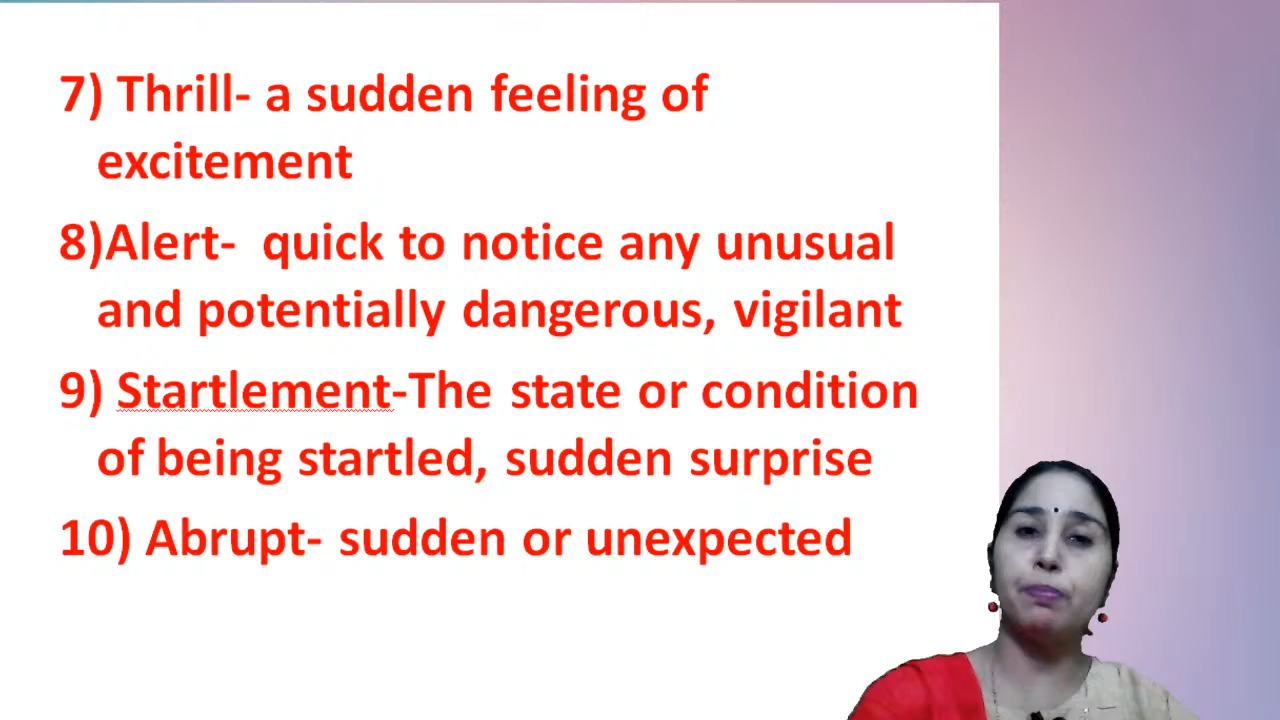 7) Thrill- a sudden feeling of
excitement
8)Alert- quick to notice any unusual
and potentially dangerous, vigilant
9) Startlement-The state or condition
of being startled, sudden surprise
10) Abrupt- sudden or unexpected